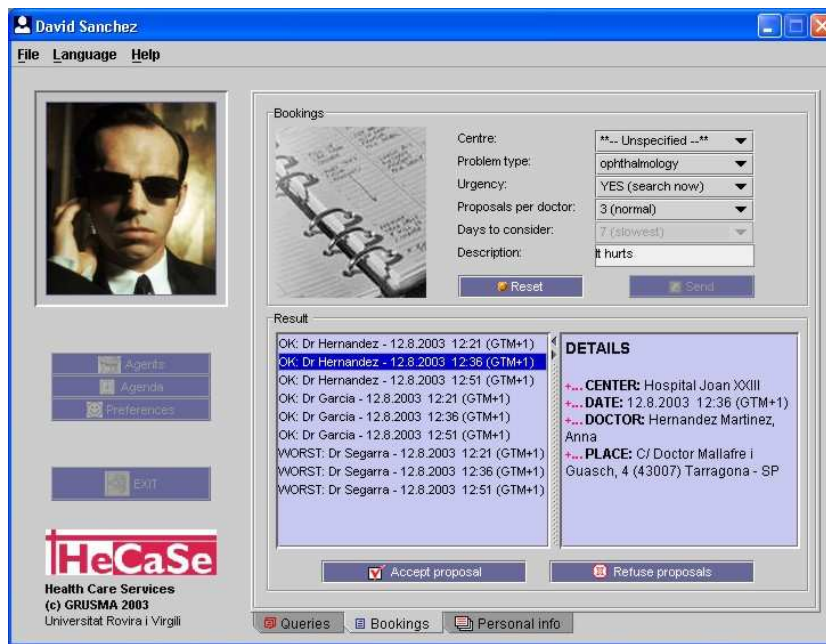 David Sanchez
File Language Help
Bookings
Centre: **-- Unspecified --**
Problem type: ophthalmology
Urgency: YES (search now)
Proposals per doctor: 3 (normal)
Days to consider: 7 (slowest)
Description: It hurts
Reset Send
Agents
Agenda
Preferences
EXIT
Result
OK: Dr Hernandez - 12.8.2003 12:21 (GTM+1)
OK: Dr Hernandez - 12.8.2003 12:36 (GTM+1)
OK: Dr Hernandez - 12.8.2003 12:51 (GTM+1)
OK: Dr Garcia - 12.8.2003 12:21 (GTM+1)
OK: Dr Garcia - 12.8.2003 12:36 (GTM+1)
OK: Dr Garcia - 12.8.2003 12:51 (GTM+1)
WORST: Dr Segarra - 12.8.2003 12:21 (GTM+1)
WORST: Dr Segarra - 12.8.2003 12:36 (GTM+1)
WORST: Dr Segarra - 12.8.2003 12:51 (GTM+1)
DETAILS
+... CENTER: Hospital Joan XXIII
+... DATE: 12.8.2003 12:36 (GTM+1)
+... DOCTOR: Hernandez Martinez,
Anna
+... PLACE: C/ Doctor Mallafre i
Guasch, 4 (43007) Tarragona - SP
Accept proposal Refuse proposals
HeCaSe
Health Care Services
(c) GRUSMA 2003
Universitat Rovira i Virgili
Queries Bookings Personal info